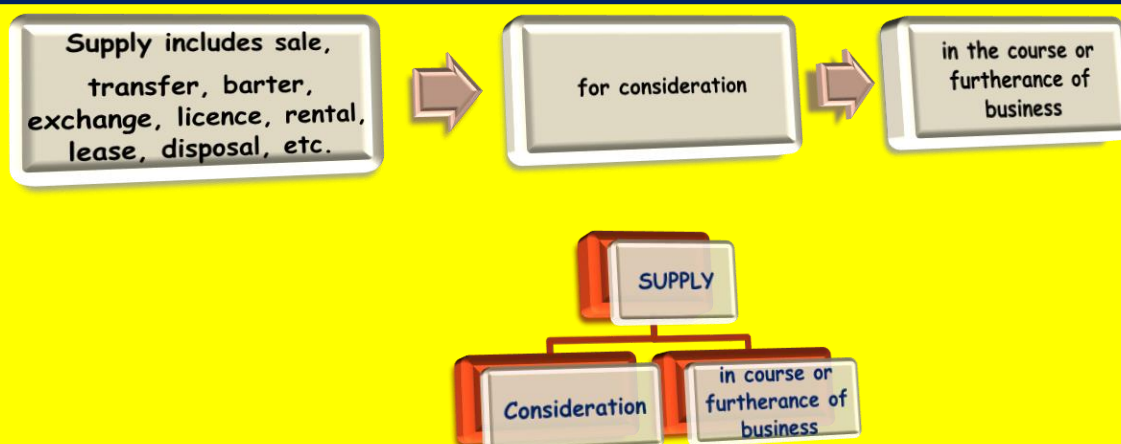 Supply includes sale,
transfer, barter,
exchange, licence, rental,
lease, disposal, etc.
for consideration
in the course or
furtherance of
business
SUPPLY
Consideration
in course or
furtherance of
business